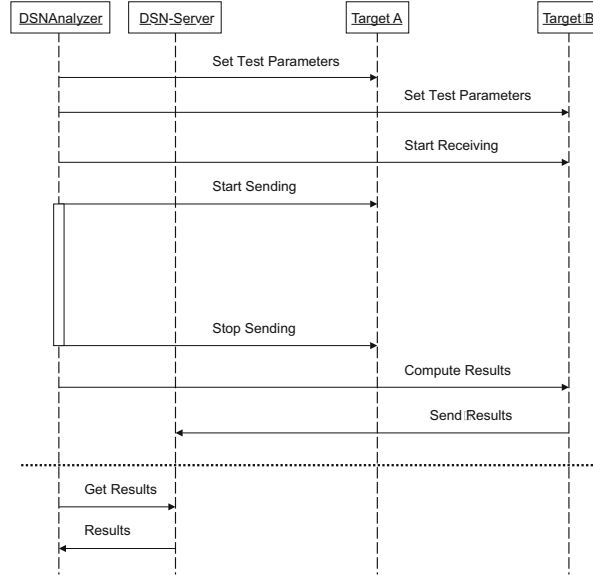 DSNAnalyzer
DSN-Server
Target A
Target B
Set Test Parameters
Set Test Parameters
Start Receiving
Start Sending
Stop Sending
Compute Results
Send Results
Get Results
Results